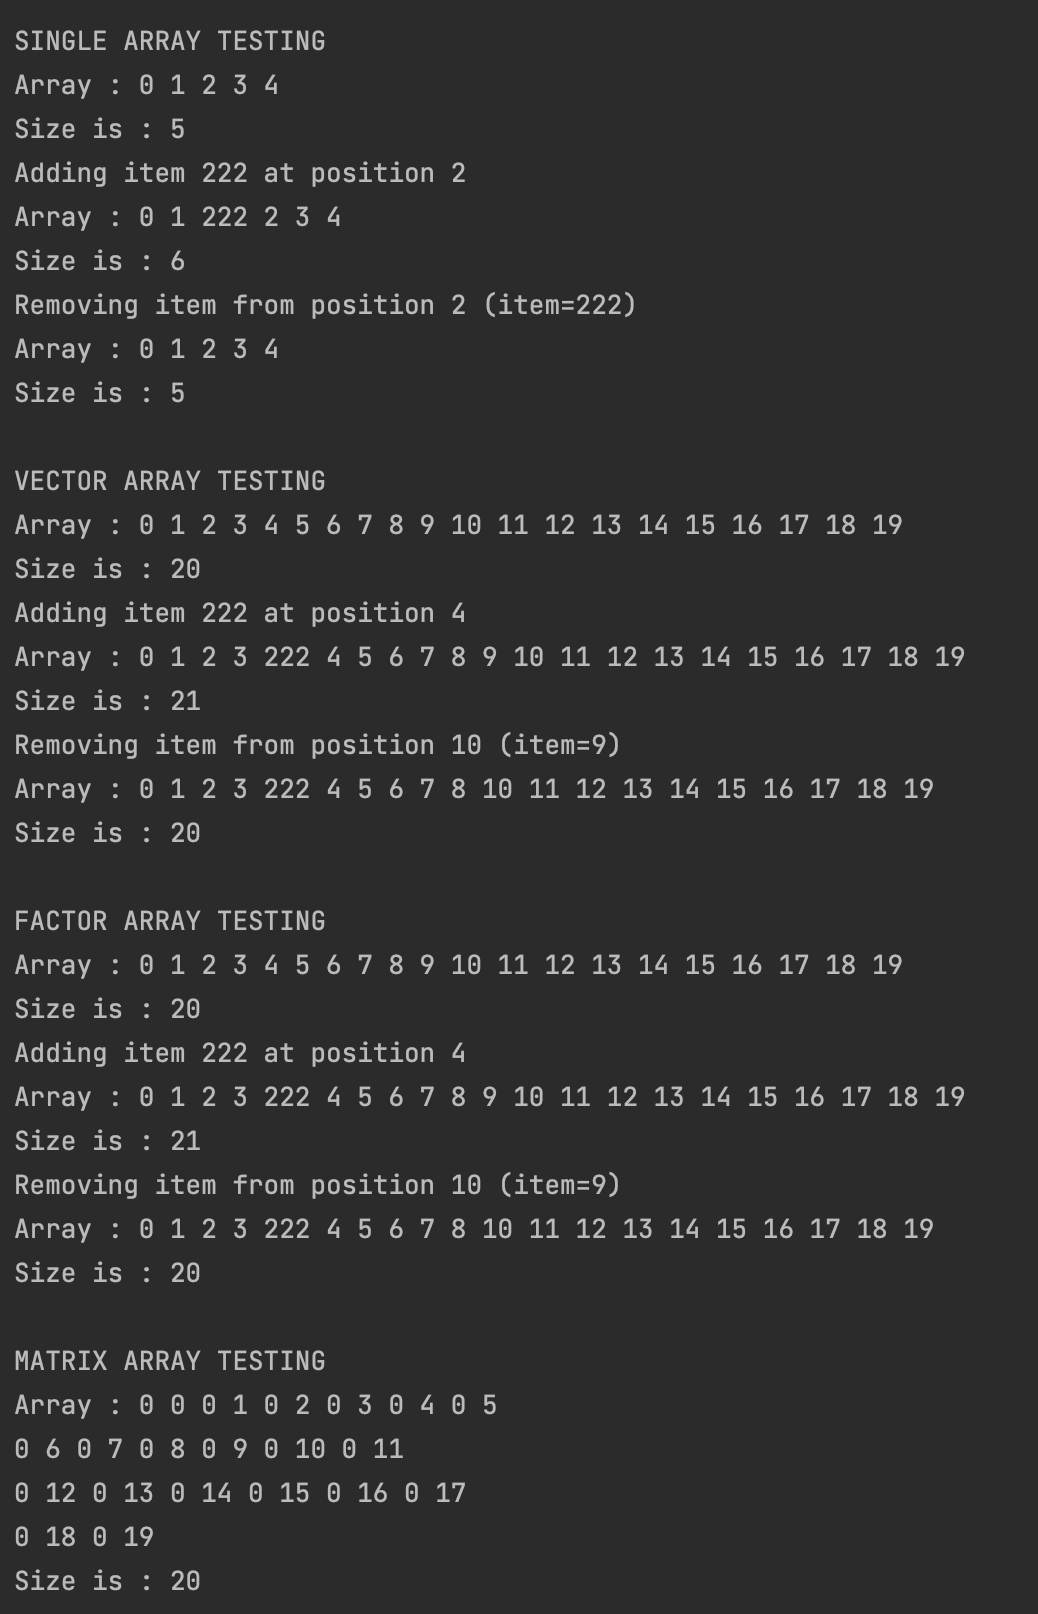 SINGLE ARRAY TESTING
Array : 0 1 2 3 4
Size is : 5
Adding item 222 at position 2
Array : 0 1 222 2 3 4
Size is : 6
Removing item from position 2 (item=222)
Array : 0 1 2 3 4
Size is : 5
VECTOR ARRAY TESTING
Array : 0 1 2 3 4 5 6 7 8 9 10 11 12 13 14 15 16 17 18 19
Size is : 20
Adding item 222 at position 4
Array : 0 1 2 3 222 4 5 6 7 8 9 10 11 12 13 14 15 16 17 18 19
Size is : 21
Removing item from position 10 (item=9)
Array : 0 1 2 3 222 4 5 6 7 8 10 11 12 13 14 15 16 17 18 19
Size is : 20
FACTOR ARRAY TESTING
Array : 0 1 2 3 4 5 6 7 8 9 10 11 12 13 14 15 16 17 18 19
Size is : 20
Adding item 222 at position 4
Array : 0 1 2 3 222 4 5 6 7 8 9 10 11 12 13 14 15 16 17 18 19
Size is : 21
Removing item from position 10 (item=9)
Array : 0 1 2 3 222 4 5 6 7 8 10 11 12 13 14 15 16 17 18 19
Size is : 20
MATRIX ARRAY TESTING
Array : 0 0 0 1 0 2 0 3 0 4 0 5
0 6 0 7 0 8 0 9 0 10 0 11
0 12 0 13 0 14 0 15 0 16 0 17
0 18 0 19
Size is : 20